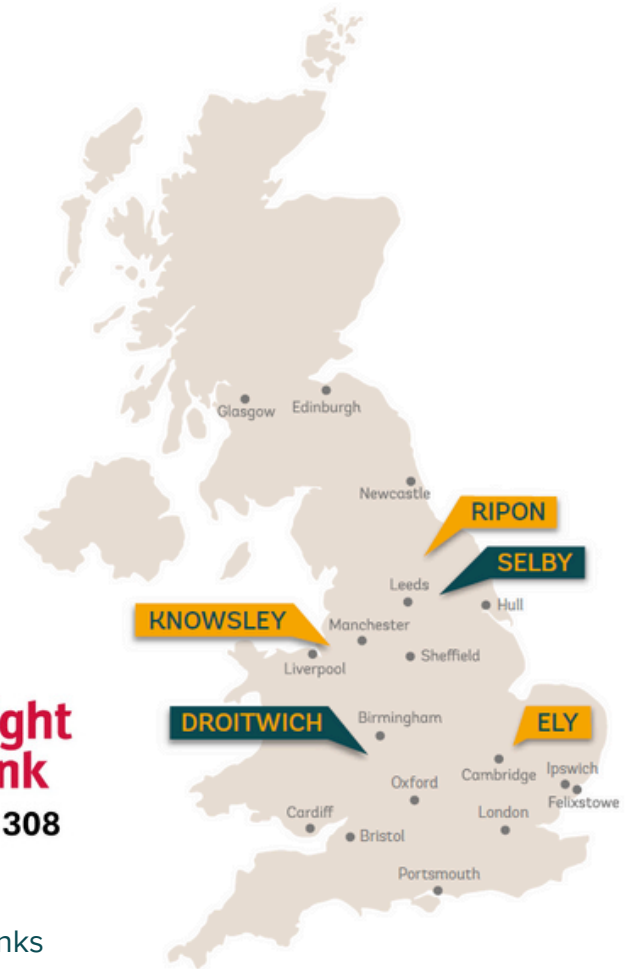 Glasgow
Edinburgh
Newcastle
RIPON
SELBY
Leeds
Hull
KNOWSLEY
Manchester
Sheffield
Liverpool
DROITWICH
Birmingham
ELY
ght
nk
308
Cambridge
Ipswich
Felixstowe
Oxford
London
Cardiff
Bristol
Portsmouth
nks